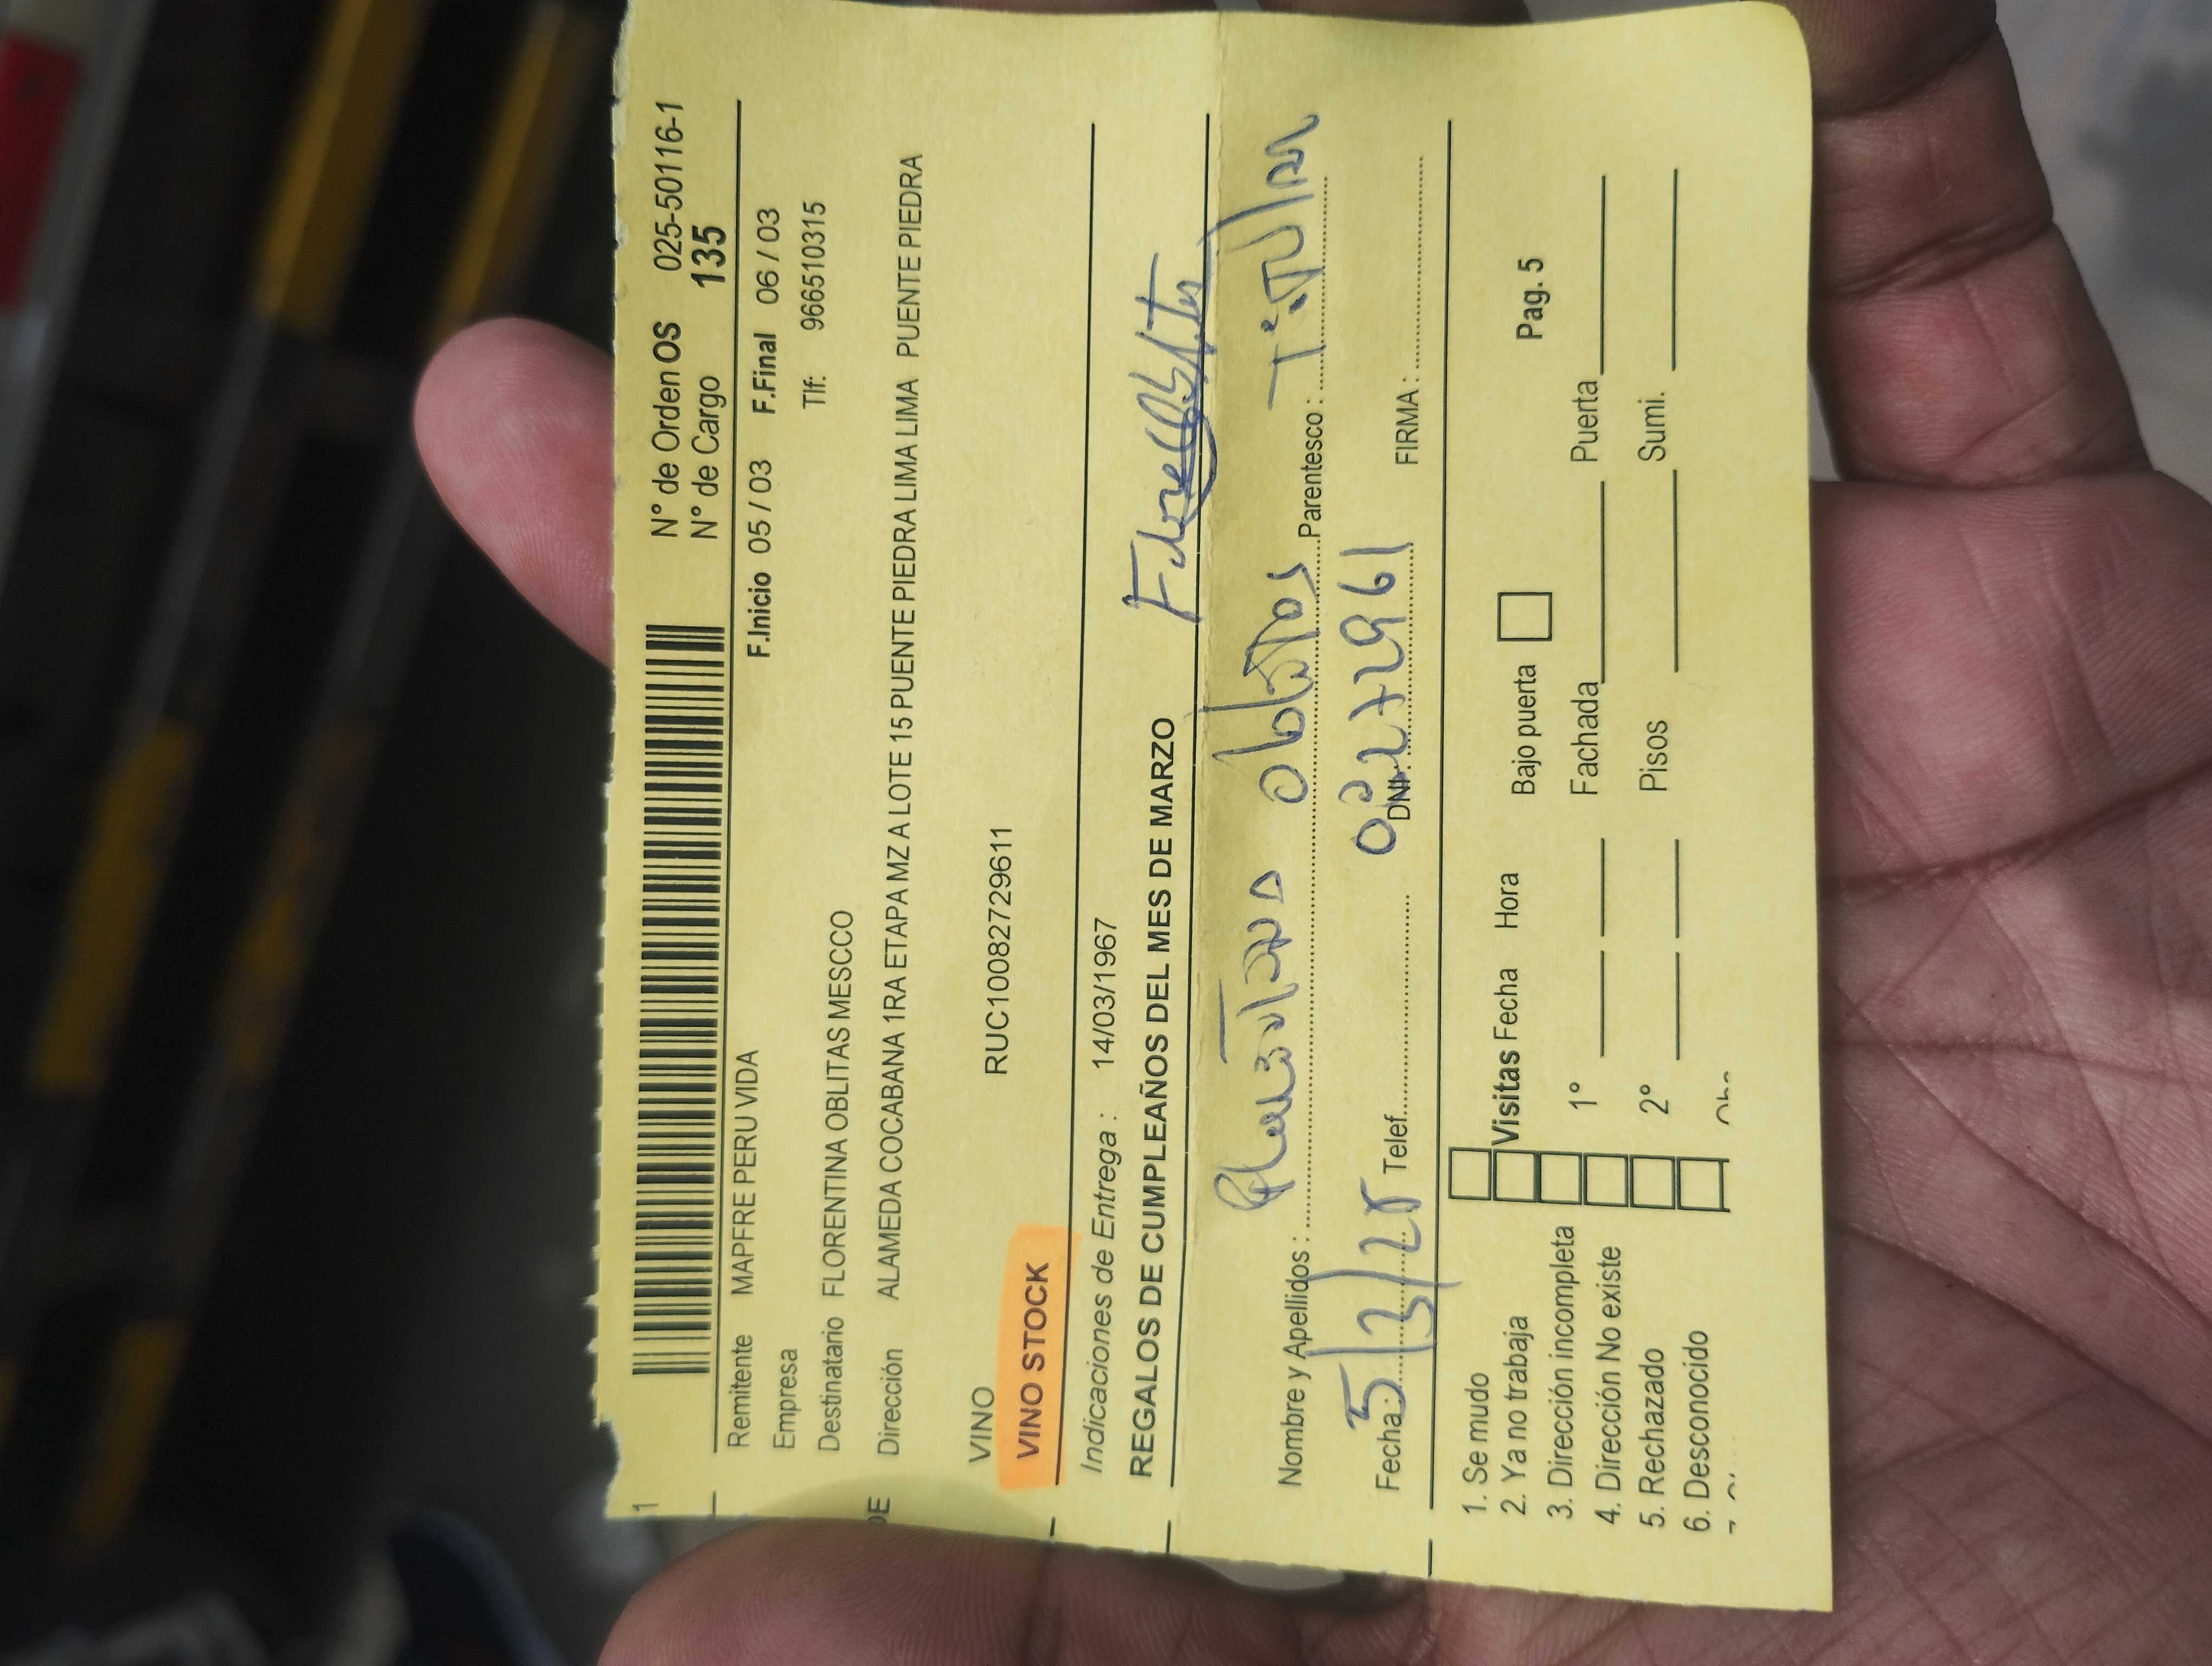 1
N° de Orden OS 025-50116-1
N° de Cargo 135
Remitente MAPFRE PERU VIDA F.Inicio 05 / 03 F.Final 06 / 03
Empresa Tlf: 966510315
Destinatario FLORENTINA OBLITAS MESCCO
DE Dirección ALAMEDA COCABANA 1RA ETAPA MZ A LOTE 15 PUENTE PIEDRA LIMA LIMA PUENTE PIEDRA
VINO RUC10082729611
VINO STOCK
Indicaciones de Entrega : 14/03/1967
REGALOS DE CUMPLEAÑOS DEL MES DE MARZO
Nombre y Apellidos : Florentina oblitas Parentesco : Titular
Fecha: 5/3/25 Telef. DNI: FIRMA :
1. Se mudo
2. Ya no trabaja Visitas Fecha Hora Bajo puerta Pag. 5
3. Dirección incompleta 1° Fachada Puerta
4. Dirección No existe
5. Rechazado 2° Pisos Sumi.
6. Desconocido